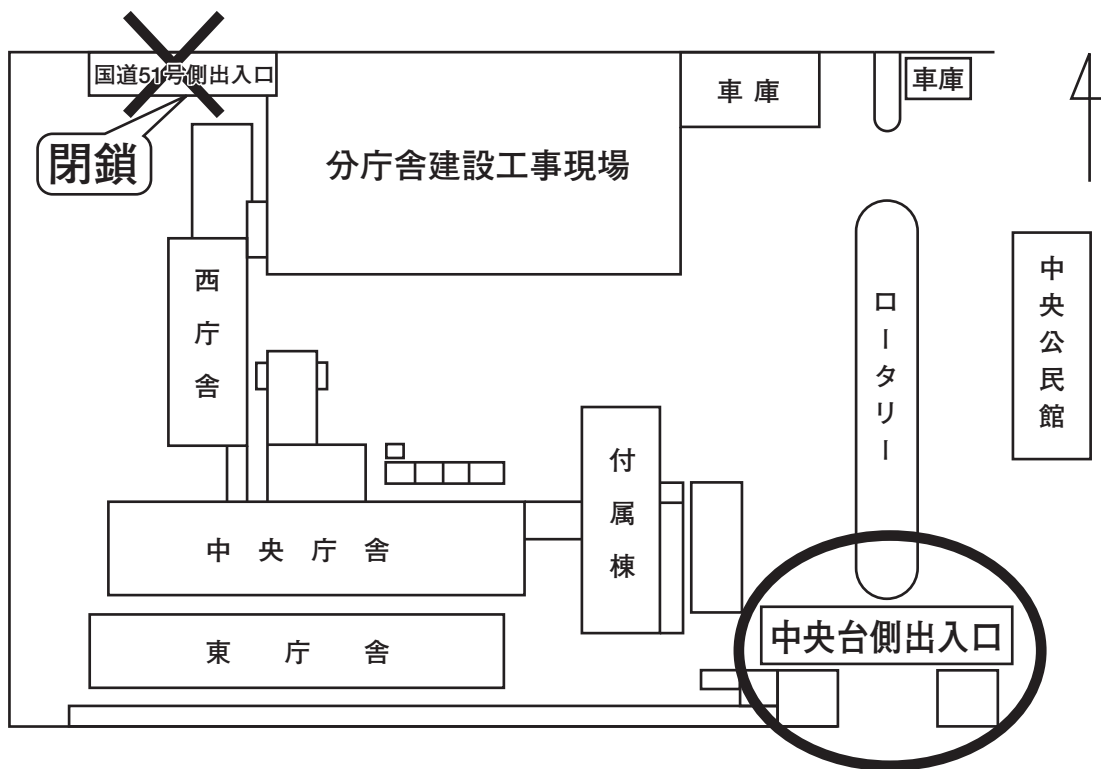 国道51号側出入口
閉鎖
分庁舎建設工事現場
車庫
車庫
西庁舎
ロータリー
中央公民館
付属棟
中央庁舎
東庁舎
中央台側出入口